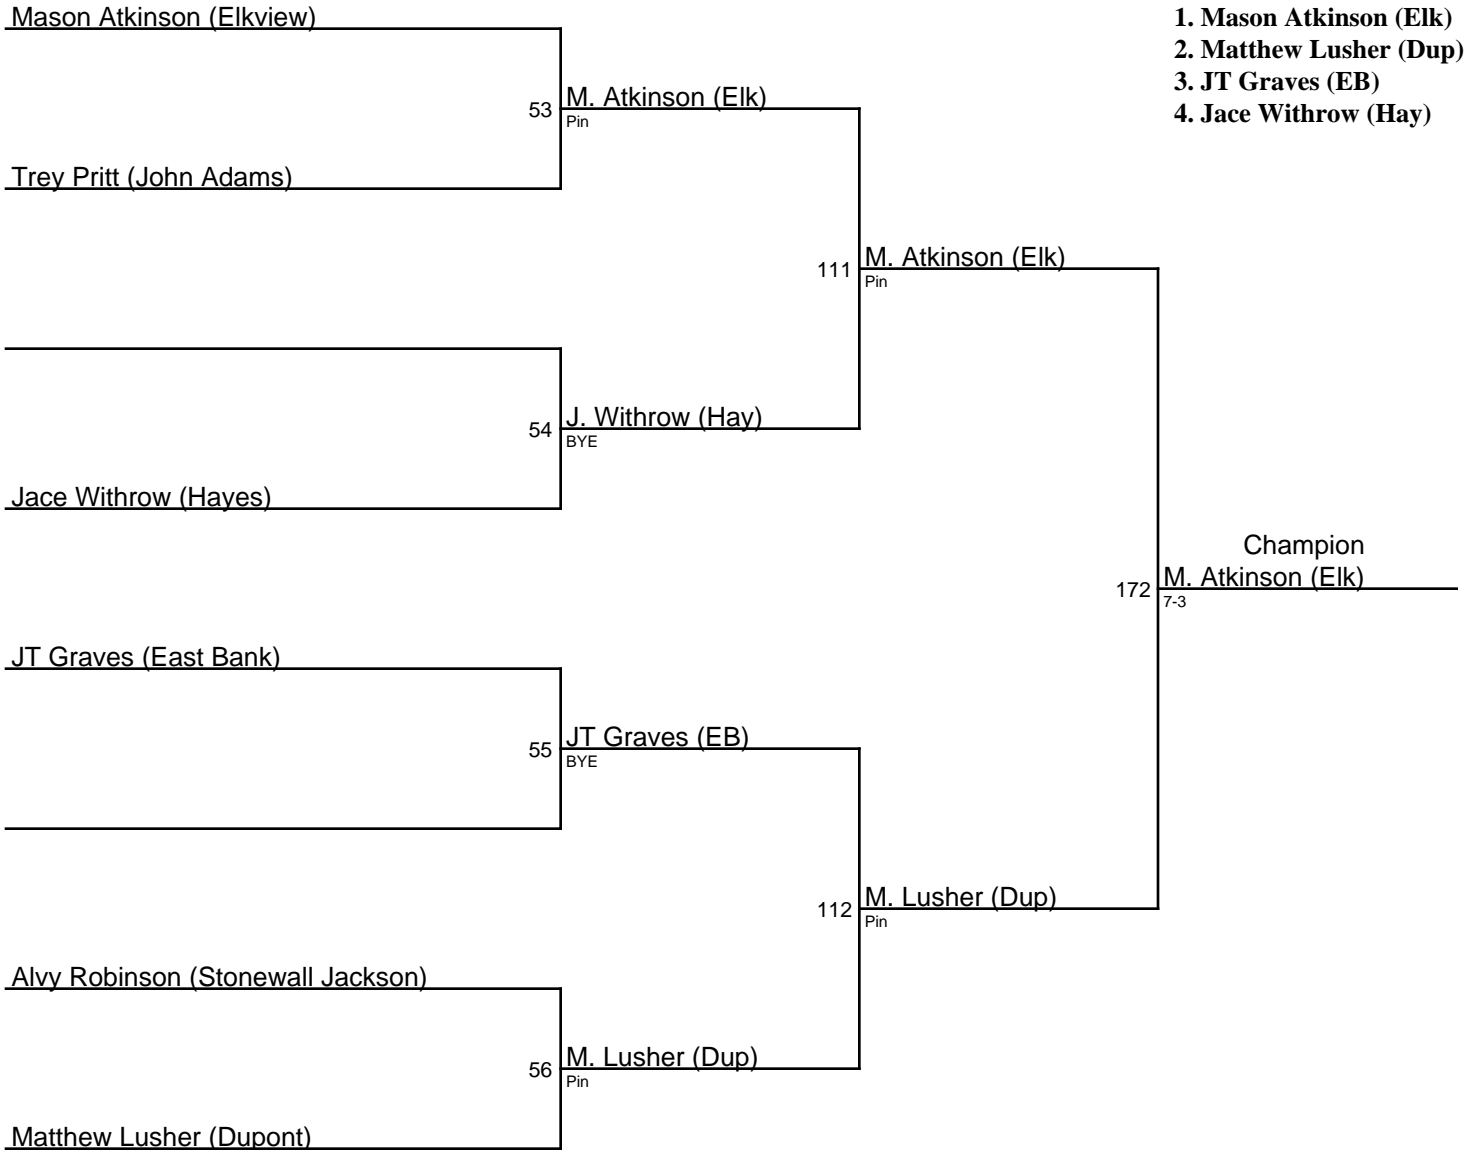 Mason Atkinson (Elkview)
1. Mason Atkinson (Elk)
2. Matthew Lusher (Dup)
3. JT Graves (EB)
4. Jace Withrow (Hay)
53 M. Atkinson (Elk)
Pin
Trey Pritt (John Adams)
111 M. Atkinson (Elk)
Pin
54 J. Withrow (Hay)
BYE
Jace Withrow (Hayes)
Champion
172 M. Atkinson (Elk)
7-3
JT Graves (East Bank)
55 JT Graves (EB)
BYE
112 M. Lusher (Dup)
Pin
Alvy Robinson (Stonewall Jackson)
56 M. Lusher (Dup)
Pin
Matthew Lusher (Dupont)